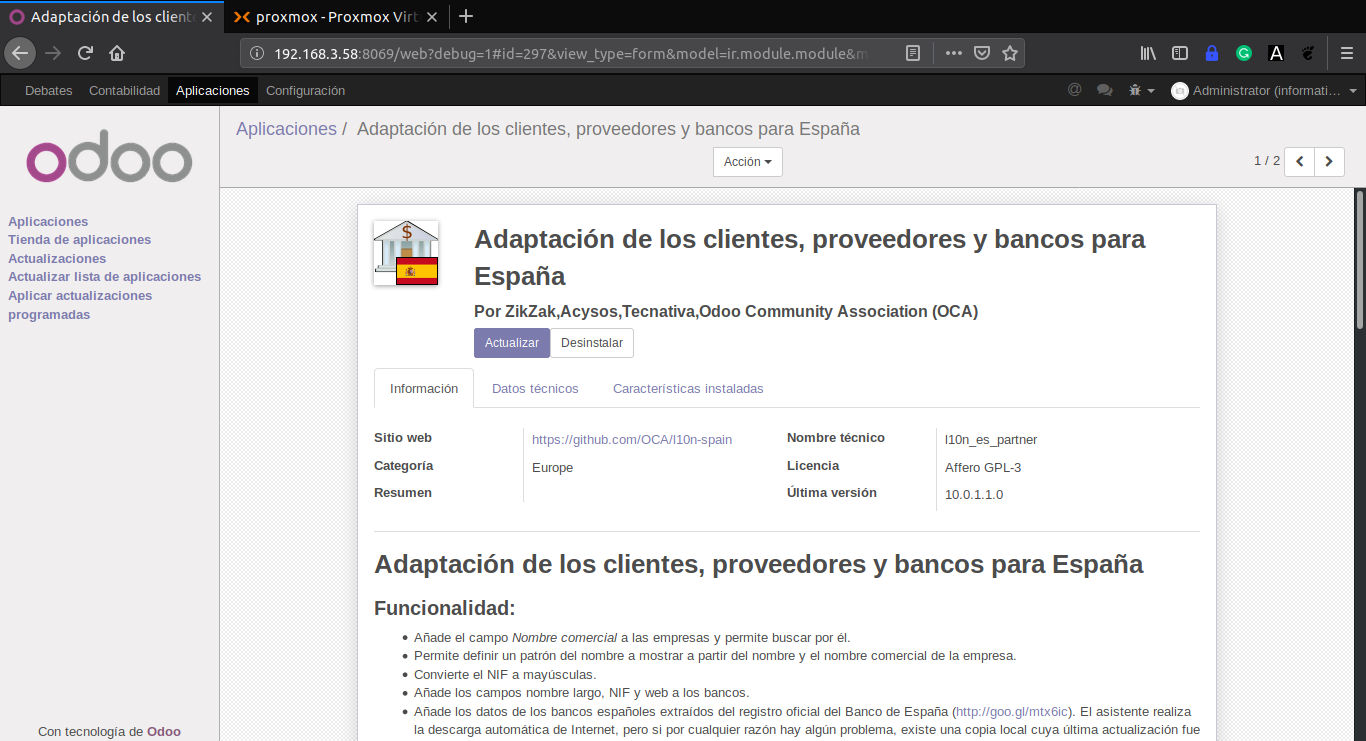 Adaptación de los cliente
proxmox - Proxmox Virt
192.168.3.58:8069/web?debug=1#id=297&view_type=form&model=ir.module.module&m
Debates Contabilidad Aplicaciones Configuración
@ Administrator (informati...
odoo
Aplicaciones
Tienda de aplicaciones
Actualizaciones
Actualizar lista de aplicaciones
Aplicar actualizaciones
programadas
Con tecnología de Odoo
Aplicaciones / Adaptación de los clientes, proveedores y bancos para España
Acción
1 / 2
$
Adaptación de los clientes, proveedores y bancos para
España
Por ZikZak,Acysos,Tecnativa,Odoo Community Association (OCA)
Actualizar Desinstalar
Información Datos técnicos Características instaladas
Sitio web https://github.com/OCA/l10n-spain Nombre técnico l10n_es_partner
Categoría Europe Licencia Affero GPL-3
Resumen Última versión 10.0.1.1.0
Adaptación de los clientes, proveedores y bancos para España
Funcionalidad:
• Añade el campo Nombre comercial a las empresas y permite buscar por él.
• Permite definir un patrón del nombre a mostrar a partir del nombre y el nombre comercial de la empresa.
• Convierte el NIF a mayúsculas.
• Añade los campos nombre largo, NIF y web a los bancos.
• Añade los datos de los bancos españoles extraídos del registro oficial del Banco de España (http://goo.gl/mtx6ic). El asistente realiza
la descarga automática de Internet, pero si por cualquier razón hay algún problema, existe una copia local cuya última actualización fue